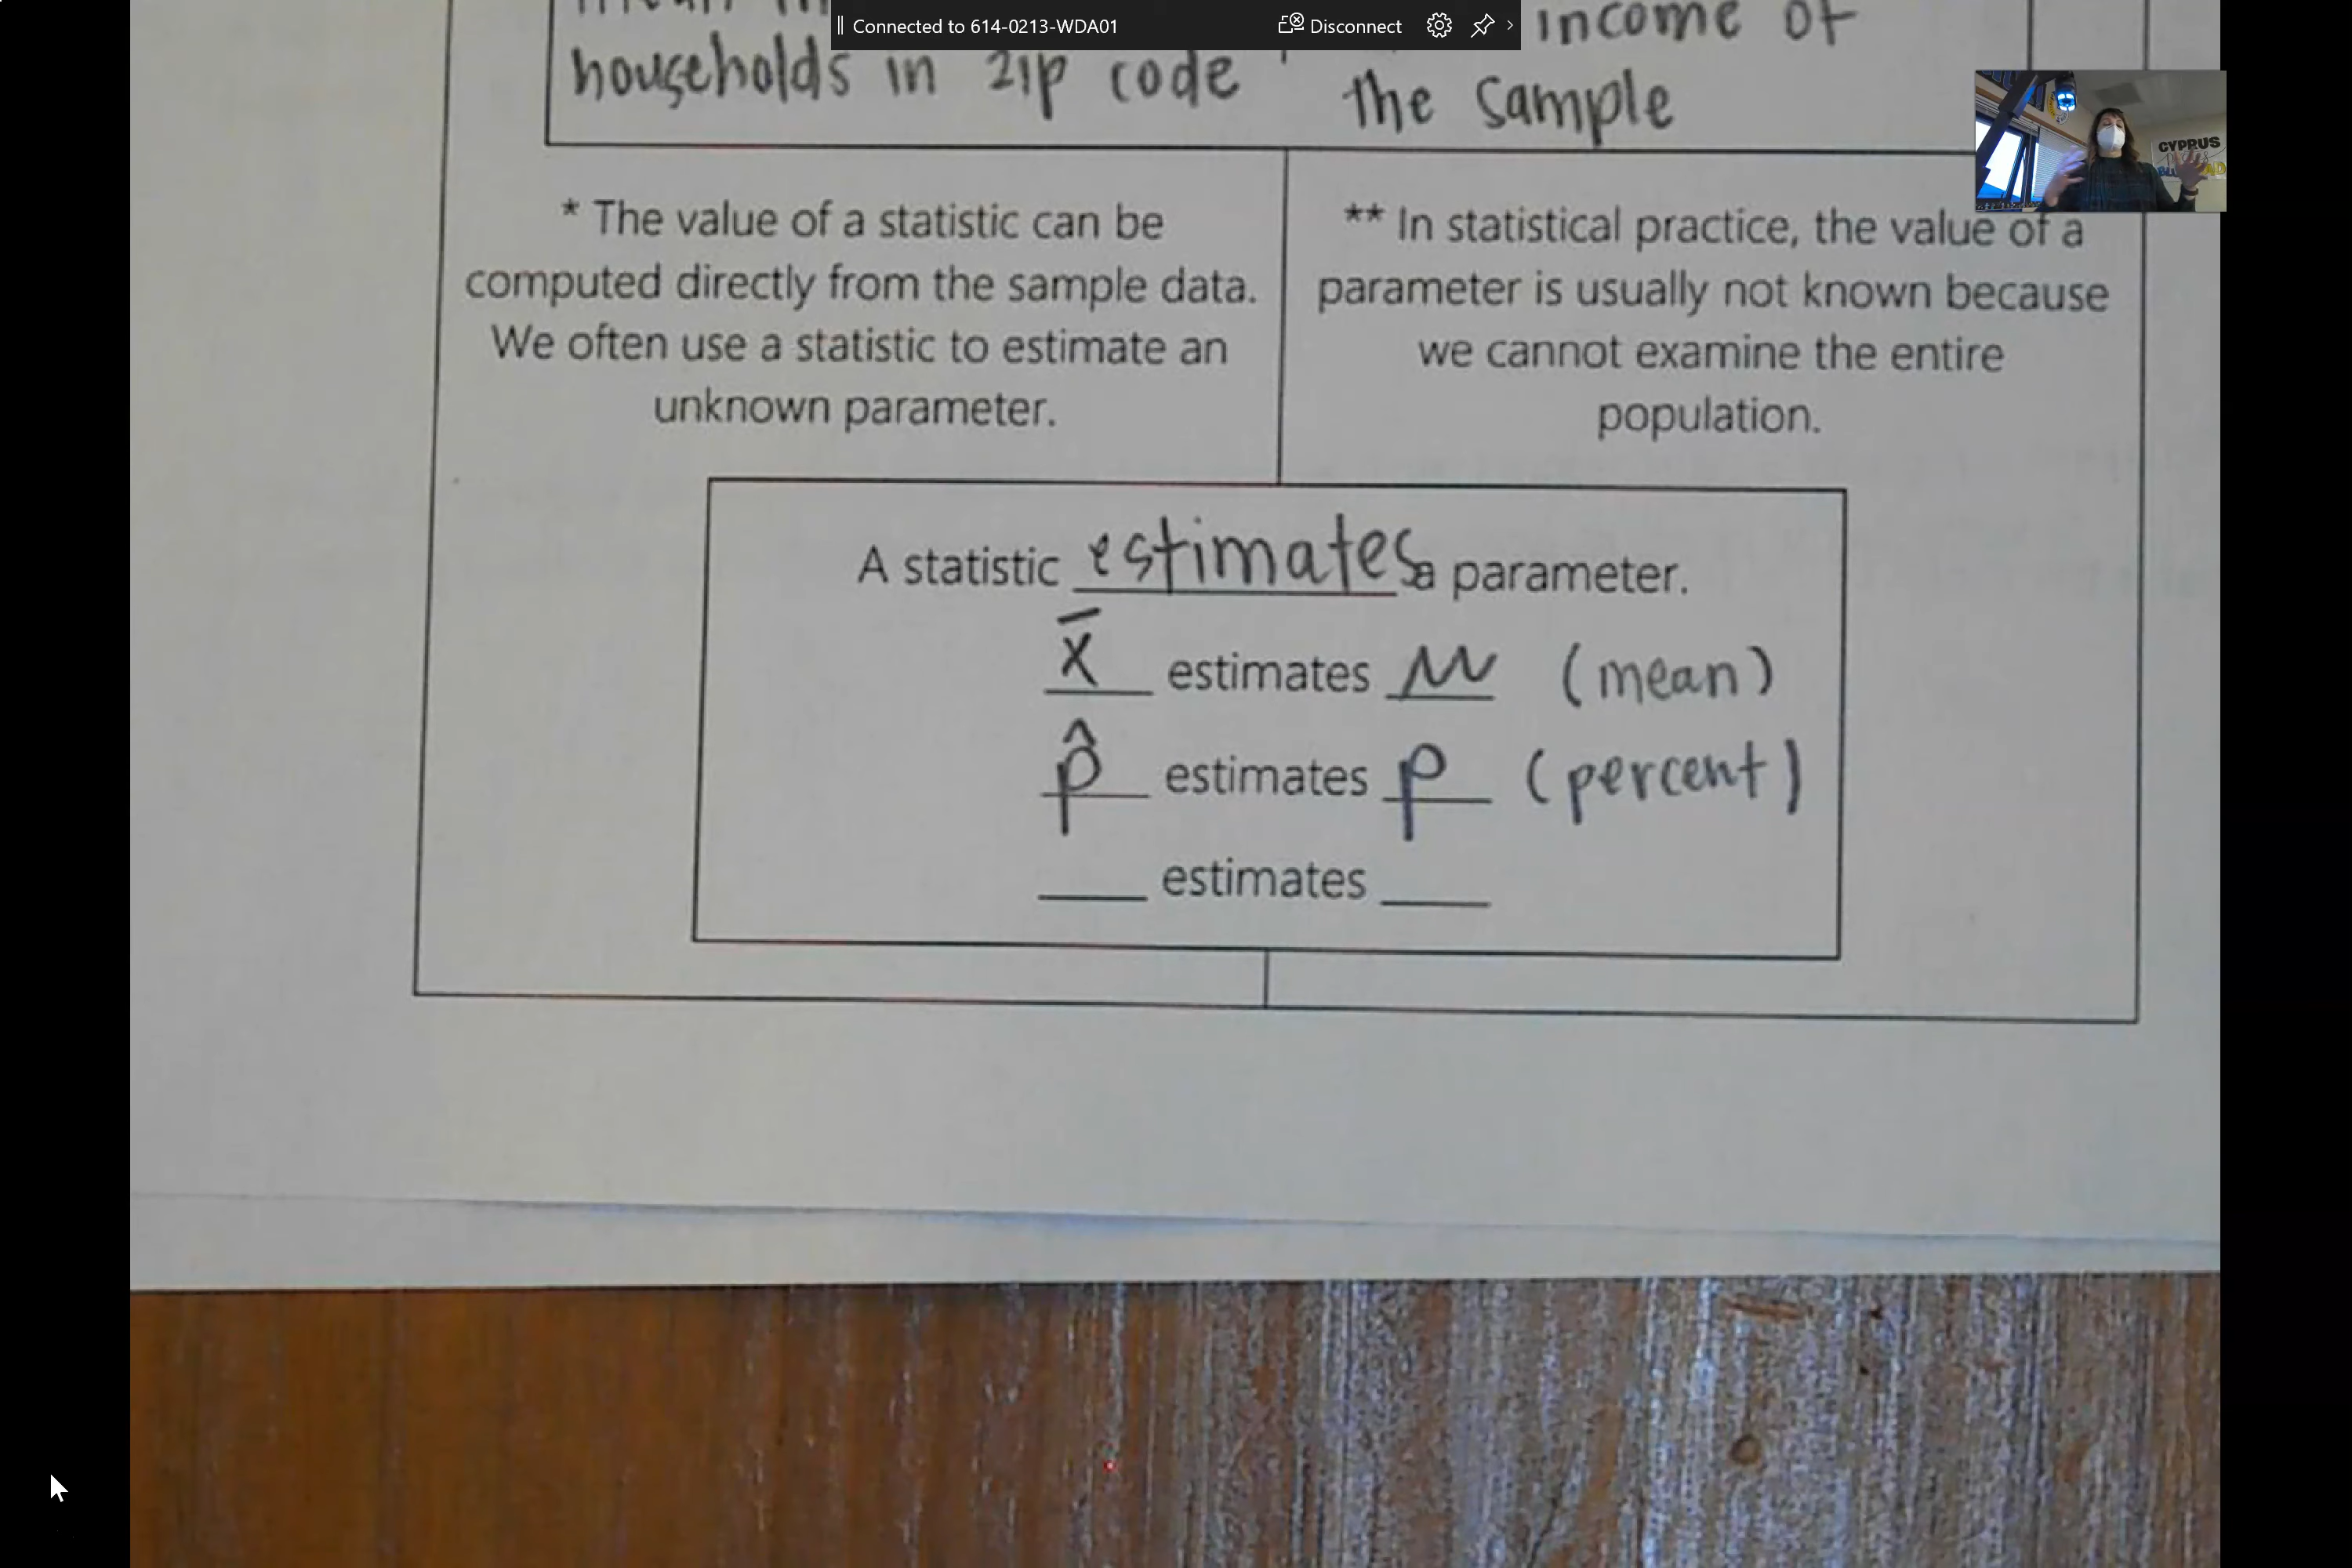 Connected to 614-0213-WDA01 Disconnect
income of
households in zip code
the sample
CYPRUS
* The value of a statistic can be
computed directly from the sample data.
We often use a statistic to estimate an
unknown parameter.
** In statistical practice, the value of a
parameter is usually not known because
we cannot examine the entire
population.
A statistic estimates a parameter.
x̄ estimates μ (mean)
p̂ estimates p (percent)
___ estimates ___